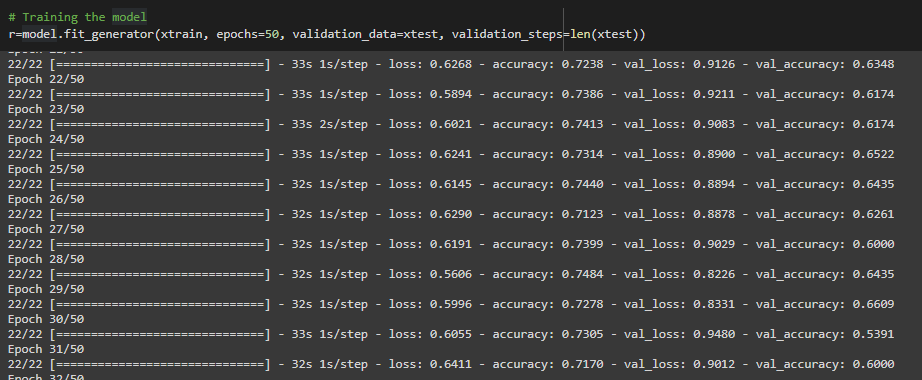 # Training the model
r=model.fit_generator(xtrain, epochs=50, validation_data=xtest, validation_steps=len(xtest))
22/22 [==============================] - 33s 1s/step - loss: 0.6268 - accuracy: 0.7238 - val_loss: 0.9126 - val_accuracy: 0.6348
Epoch 22/50
22/22 [==============================] - 33s 1s/step - loss: 0.5894 - accuracy: 0.7386 - val_loss: 0.9211 - val_accuracy: 0.6174
Epoch 23/50
22/22 [==============================] - 33s 2s/step - loss: 0.6021 - accuracy: 0.7413 - val_loss: 0.9083 - val_accuracy: 0.6174
Epoch 24/50
22/22 [==============================] - 33s 1s/step - loss: 0.6241 - accuracy: 0.7314 - val_loss: 0.8900 - val_accuracy: 0.6522
Epoch 25/50
22/22 [==============================] - 32s 1s/step - loss: 0.6145 - accuracy: 0.7440 - val_loss: 0.8894 - val_accuracy: 0.6435
Epoch 26/50
22/22 [==============================] - 32s 1s/step - loss: 0.6290 - accuracy: 0.7123 - val_loss: 0.8878 - val_accuracy: 0.6261
Epoch 27/50
22/22 [==============================] - 32s 1s/step - loss: 0.6191 - accuracy: 0.7399 - val_loss: 0.9029 - val_accuracy: 0.6000
Epoch 28/50
22/22 [==============================] - 32s 1s/step - loss: 0.5606 - accuracy: 0.7484 - val_loss: 0.8226 - val_accuracy: 0.6435
Epoch 29/50
22/22 [==============================] - 32s 1s/step - loss: 0.5996 - accuracy: 0.7278 - val_loss: 0.8331 - val_accuracy: 0.6609
Epoch 30/50
22/22 [==============================] - 33s 1s/step - loss: 0.6055 - accuracy: 0.7305 - val_loss: 0.9480 - val_accuracy: 0.5391
Epoch 31/50
22/22 [==============================] - 32s 1s/step - loss: 0.6411 - accuracy: 0.7170 - val_loss: 0.9012 - val_accuracy: 0.6000
Epoch 32/50